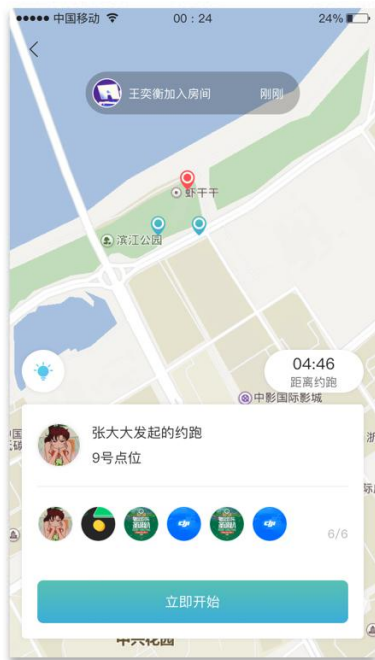 中国移动 00：24 24%
王奕衡加入房间 刚刚
虾干干
滨江公园
04:46
距离约跑
中影国际影城
张大大发起的约跑
9号点位
6/6
立即开始